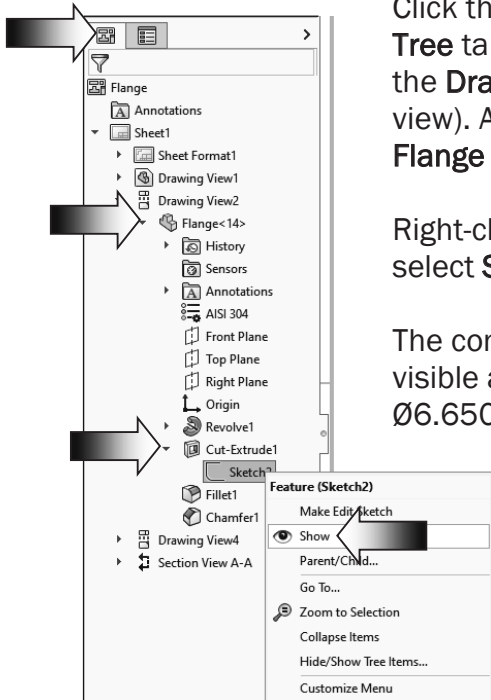 Flange
Annotations
Sheet1
Sheet Format1
Drawing View1
Drawing View2
Flange<14>
History
Sensors
Annotations
AISI 304
Front Plane
Top Plane
Right Plane
Origin
Revolve1
Cut-Extrude1
Sketch2
Fillet1
Chamfer1
Drawing View4
Section View A-A
Feature (Sketch2)
Make Edit Sketch
Show
Parent/Child...
Go To...
Zoom to Selection
Collapse Items
Hide/Show Tree Items...
Customize Menu
Click th
Tree ta
the Dra
view). A
Flange
Right-cl
select S
The con
visible a
Ø6.650